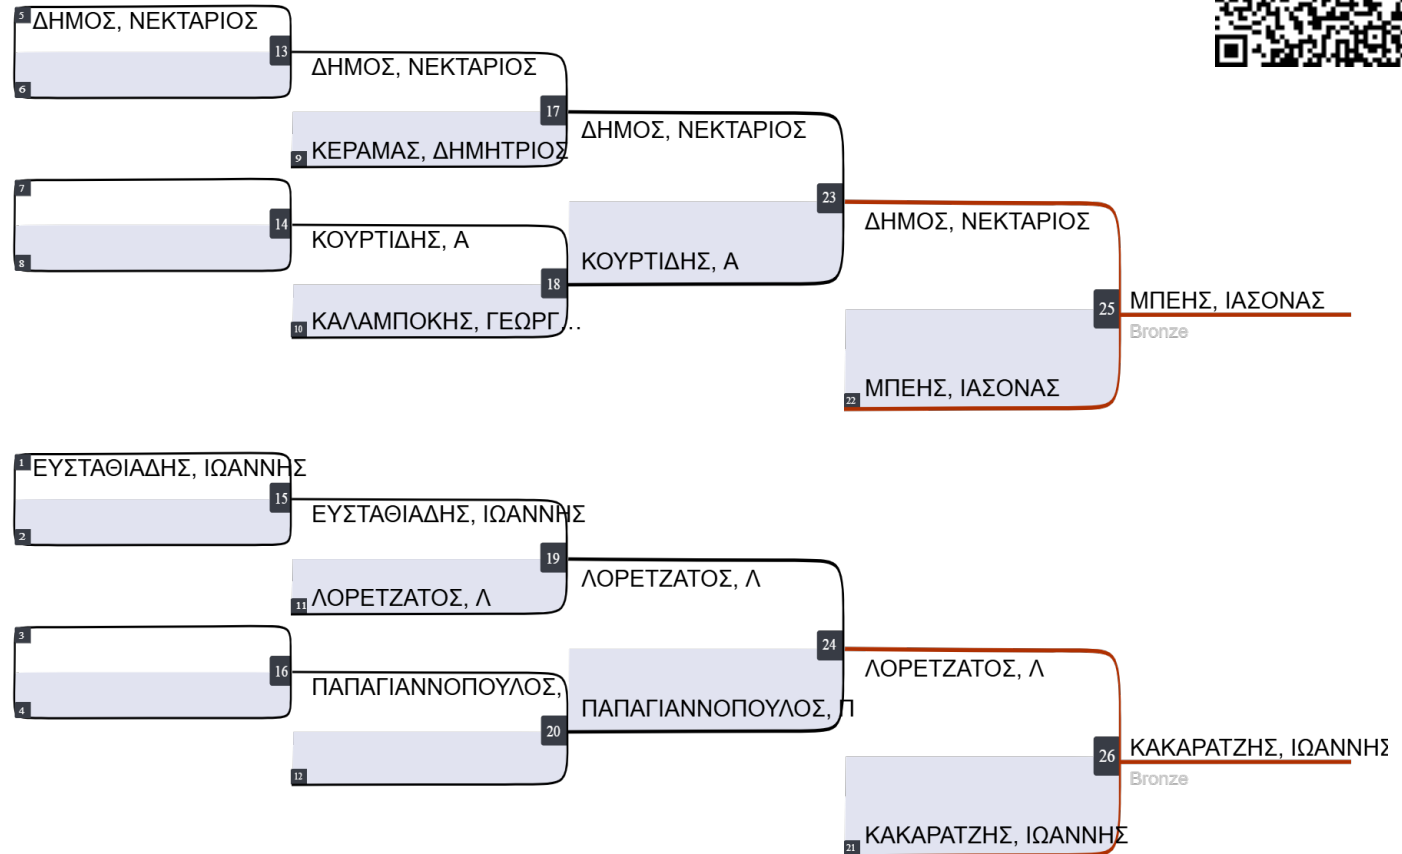 5
ΔΗΜΟΣ, ΝΕΚΤΑΡΙΟΣ
13
6
ΔΗΜΟΣ, ΝΕΚΤΑΡΙΟΣ
17
9
ΚΕΡΑΜΑΣ, ΔΗΜΗΤΡΙΟΣ
ΔΗΜΟΣ, ΝΕΚΤΑΡΙΟΣ
23
7
14
8
ΚΟΥΡΤΙΔΗΣ, Α
18
10
ΚΑΛΑΜΠΟΚΗΣ, ΓΕΩΡΓ...
ΚΟΥΡΤΙΔΗΣ, Α
ΔΗΜΟΣ, ΝΕΚΤΑΡΙΟΣ
25
22
ΜΠΕΗΣ, ΙΑΣΟΝΑΣ
ΜΠΕΗΣ, ΙΑΣΟΝΑΣ
Bronze
1
ΕΥΣΤΑΘΙΑΔΗΣ, ΙΩΑΝΝΗΣ
15
2
ΕΥΣΤΑΘΙΑΔΗΣ, ΙΩΑΝΝΗΣ
19
11
ΛΟΡΕΤΖΑΤΟΣ, Λ
ΛΟΡΕΤΖΑΤΟΣ, Λ
24
3
16
4
ΠΑΠΑΓΙΑΝΝΟΠΟΥΛΟΣ,
20
12
ΠΑΠΑΓΙΑΝΝΟΠΟΥΛΟΣ, Π
ΛΟΡΕΤΖΑΤΟΣ, Λ
26
21
ΚΑΚΑΡΑΤΖΗΣ, ΙΩΑΝΝΗΣ
ΚΑΚΑΡΑΤΖΗΣ, ΙΩΑΝΝΗΣ
Bronze